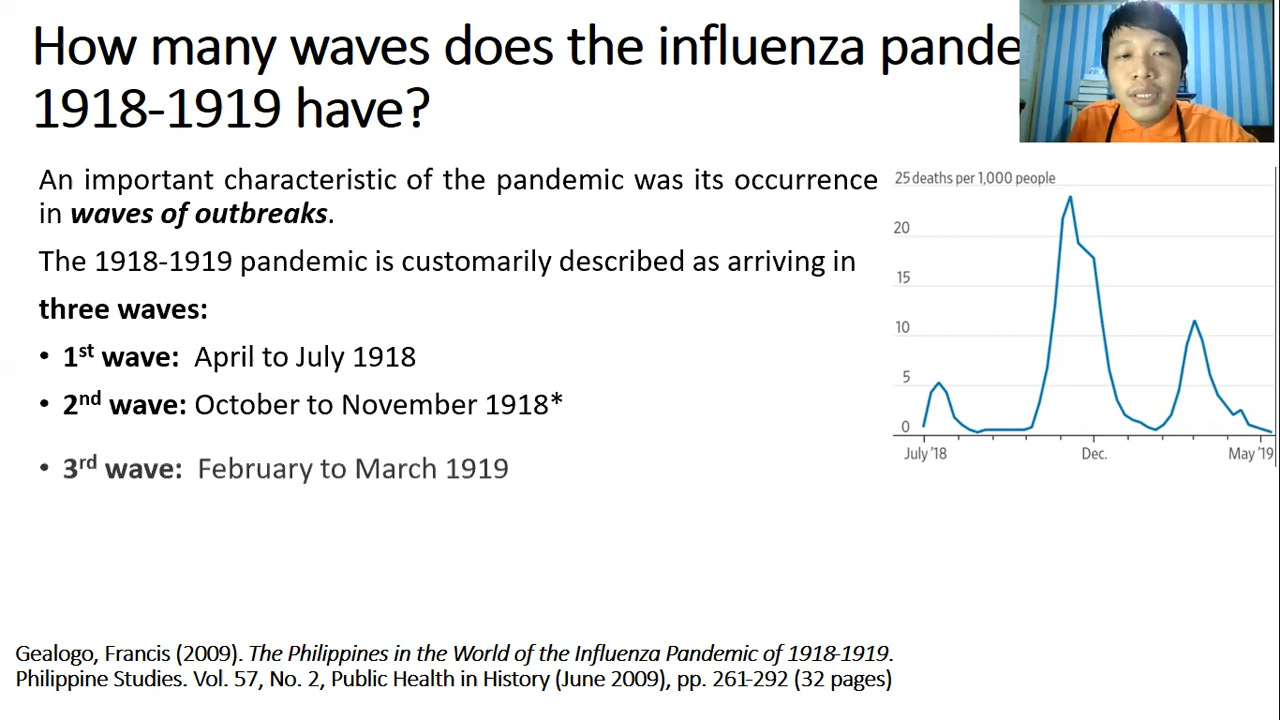 How many waves does the influenza pande
1918-1919 have?
An important characteristic of the pandemic was its occurrence
in waves of outbreaks.
The 1918-1919 pandemic is customarily described as arriving in
three waves:
• 1st wave: April to July 1918
• 2nd wave: October to November 1918*
• 3rd wave: February to March 1919
25 deaths per 1,000 people
20
15
10
5
0
July '18 Dec. May '19
Gealogo, Francis (2009). The Philippines in the World of the Influenza Pandemic of 1918-1919.
Philippine Studies. Vol. 57, No. 2, Public Health in History (June 2009), pp. 261-292 (32 pages)